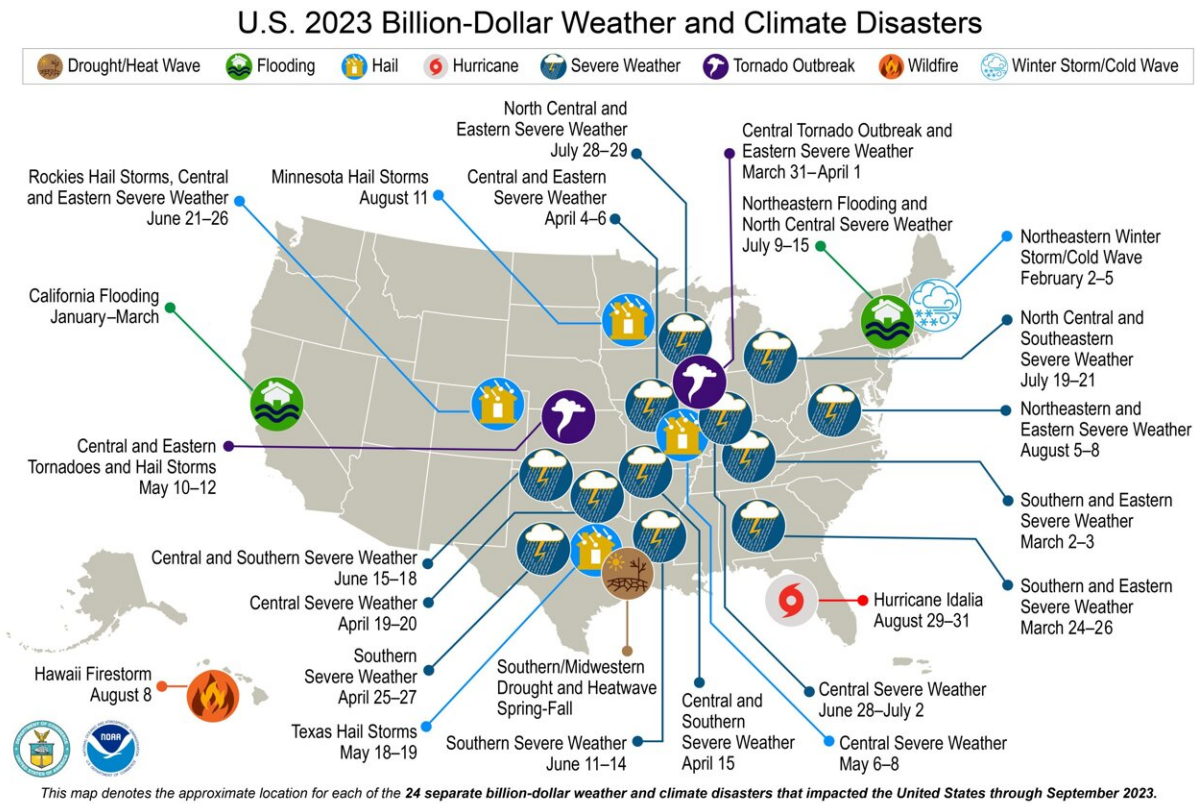 U.S. 2023 Billion-Dollar Weather and Climate Disasters
Drought/Heat Wave
Flooding
Hail
Hurricane
Severe Weather
Tornado Outbreak
Wildfire
Winter Storm/Cold Wave
North Central and
Eastern Severe Weather
July 28–29
Central Tornado Outbreak and
Eastern Severe Weather
March 31–April 1
Rockies Hail Storms, Central
and Eastern Severe Weather
June 21–26
Minnesota Hail Storms
August 11
Central and Eastern
Severe Weather
April 4–6
Northeastern Flooding and
North Central Severe Weather
July 9–15
Northeastern Winter
Storm/Cold Wave
February 2–5
California Flooding
January–March
North Central and
Southeastern
Severe Weather
July 19–21
Northeastern and
Eastern Severe Weather
August 5–8
Central and Eastern
Tornadoes and Hail Storms
May 10–12
Southern and Eastern
Severe Weather
March 2–3
Central and Southern Severe Weather
June 15–18
Southern and Eastern
Severe Weather
March 24–26
Central Severe Weather
April 19–20
Hurricane Idalia
August 29–31
Southern
Severe Weather
April 25–27
Southern/Midwestern
Drought and Heatwave
Spring-Fall
Hawaii Firestorm
August 8
Central Severe Weather
June 28–July 2
Central and
Southern
Severe Weather
April 15
Texas Hail Storms
May 18–19
Southern Severe Weather
June 11–14
Central Severe Weather
May 6–8
NOAA
This map denotes the approximate location for each of the 24 separate billion-dollar weather and climate disasters that impacted the United States through September 2023.